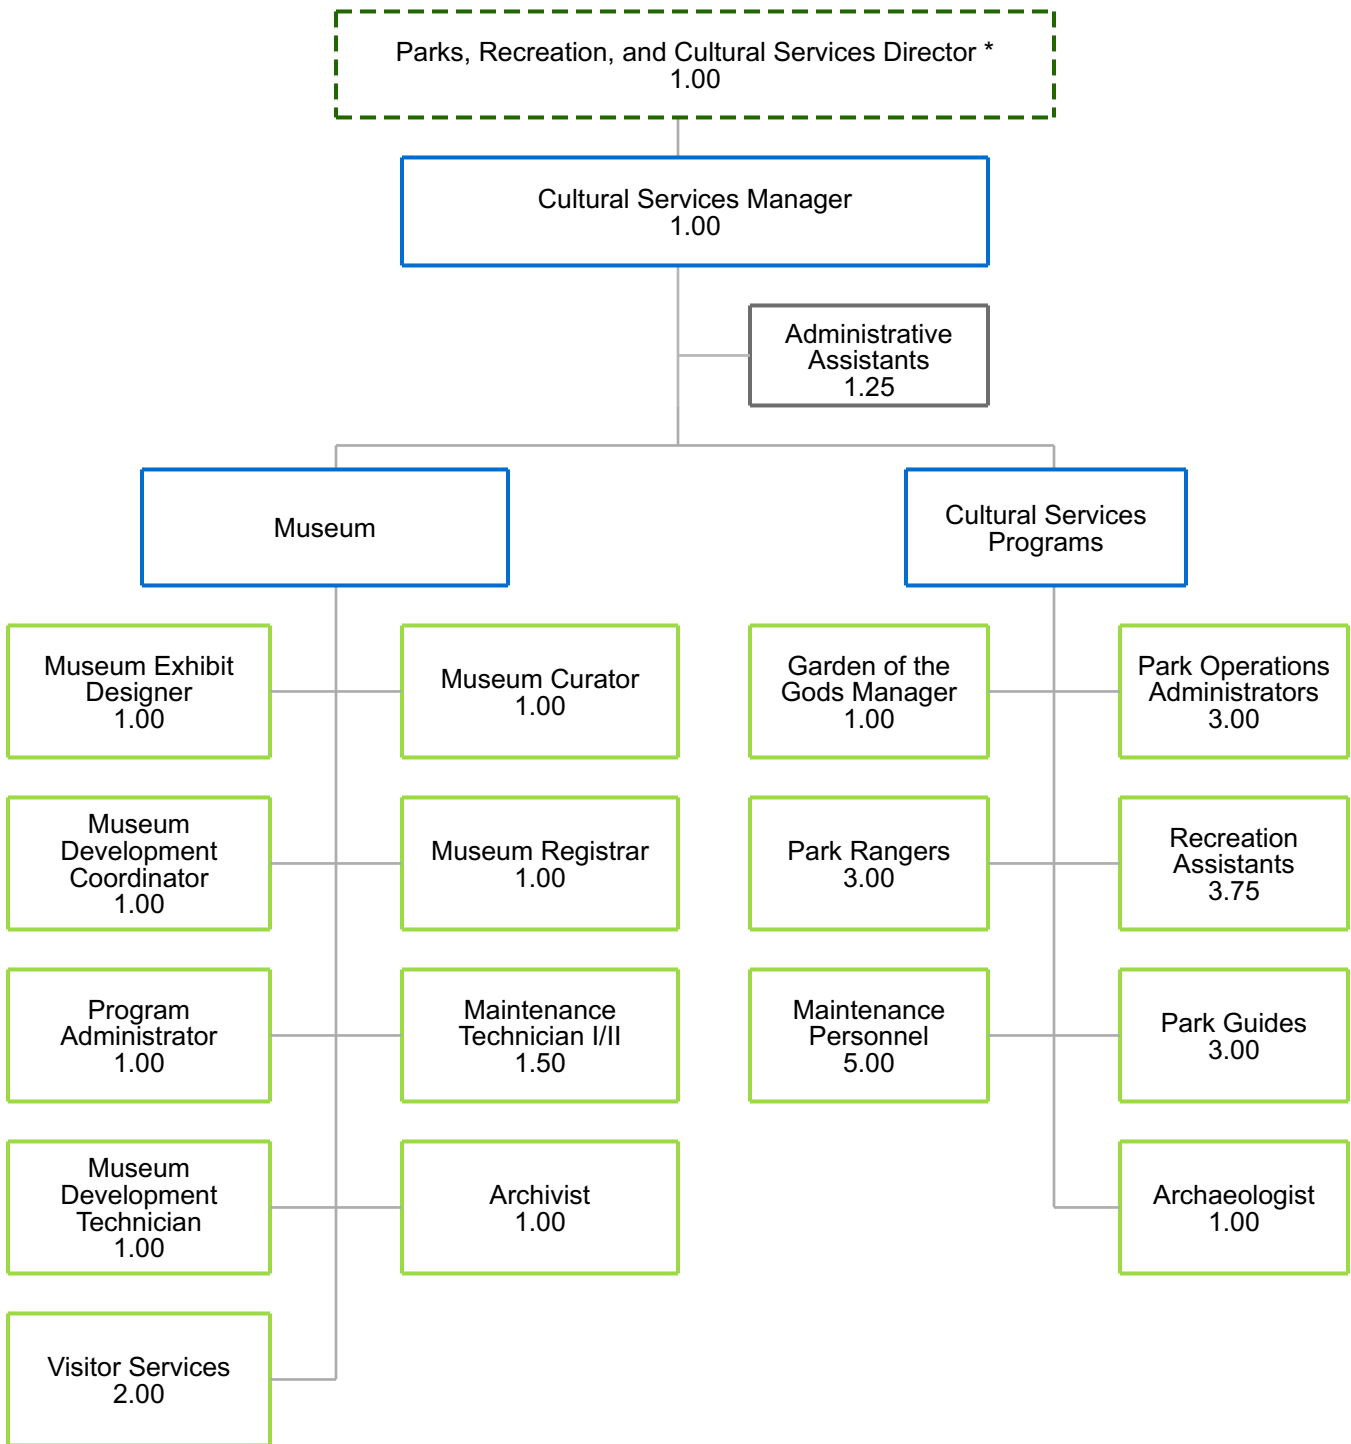 Parks, Recreation, and Cultural Services Director *
1.00
Cultural Services Manager
1.00
Administrative
Assistants
1.25
Museum
Cultural Services
Programs
Museum Exhibit
Designer
1.00
Museum Curator
1.00
Garden of the
Gods Manager
1.00
Park Operations
Administrators
3.00
Museum
Development
Coordinator
1.00
Museum Registrar
1.00
Park Rangers
3.00
Recreation
Assistants
3.75
Program
Administrator
1.00
Maintenance
Technician I/II
1.50
Maintenance
Personnel
5.00
Park Guides
3.00
Museum
Development
Technician
1.00
Archivist
1.00
Archaeologist
1.00
Visitor Services
2.00